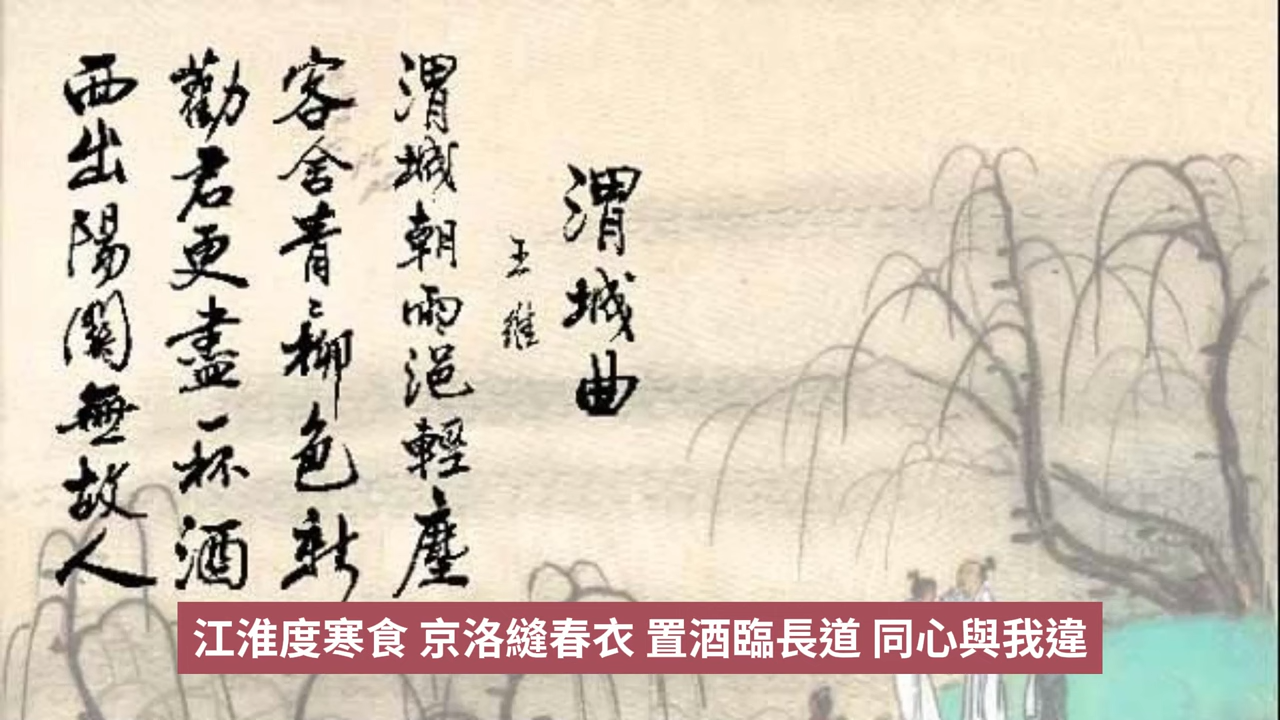 渭城曲
王維
渭城朝雨浥輕塵
客舍青〻柳色新
勸君更盡一杯酒
西出陽關無故人
江淮度寒食 京洛縫春衣 置酒臨長道 同心與我違